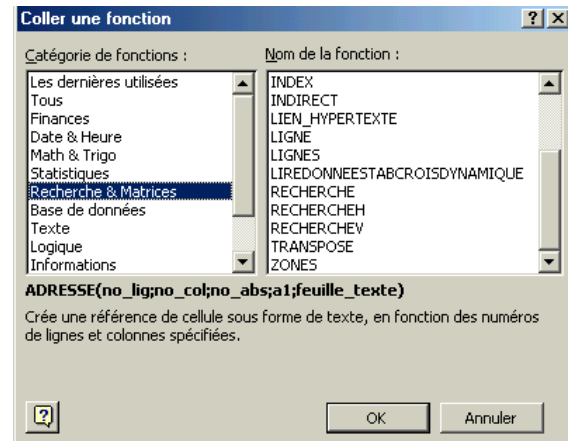 Coller une fonction
Catégorie de fonctions :
Les dernières utilisées
Tous
Finances
Date & Heure
Math & Trigo
Statistiques
Recherche & Matrices
Base de données
Texte
Logique
Informations
Nom de la fonction :
INDEX
INDIRECT
LIEN_HYPERTEXTE
LIGNE
LIGNES
LIREDONNEESTABCROISDYNAMIQUE
RECHERCHE
RECHERCHEH
RECHERCHEV
TRANSPOSE
ZONES
ADRESSE(no_lig;no_col;no_abs;a1;feuille_texte)
Crée une référence de cellule sous forme de texte, en fonction des numéros
de lignes et colonnes spécifiées.
OK
Annuler